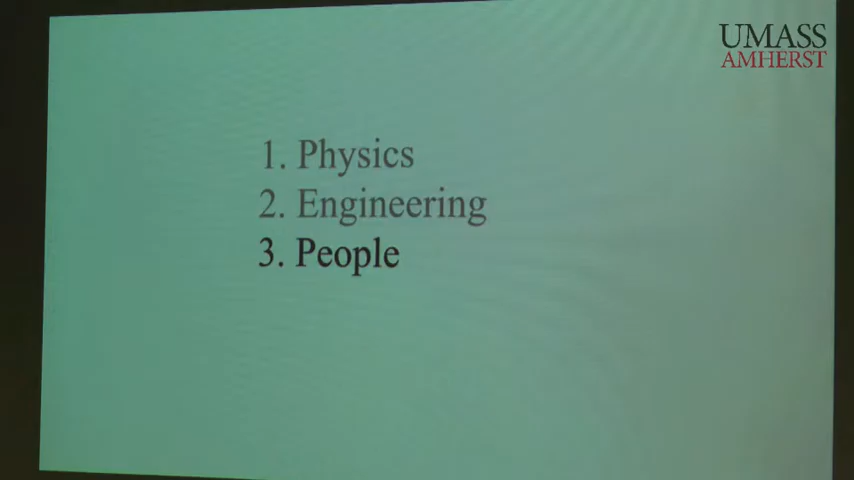 UMASS
AMHERST
1. Physics
2. Engineering
3. People